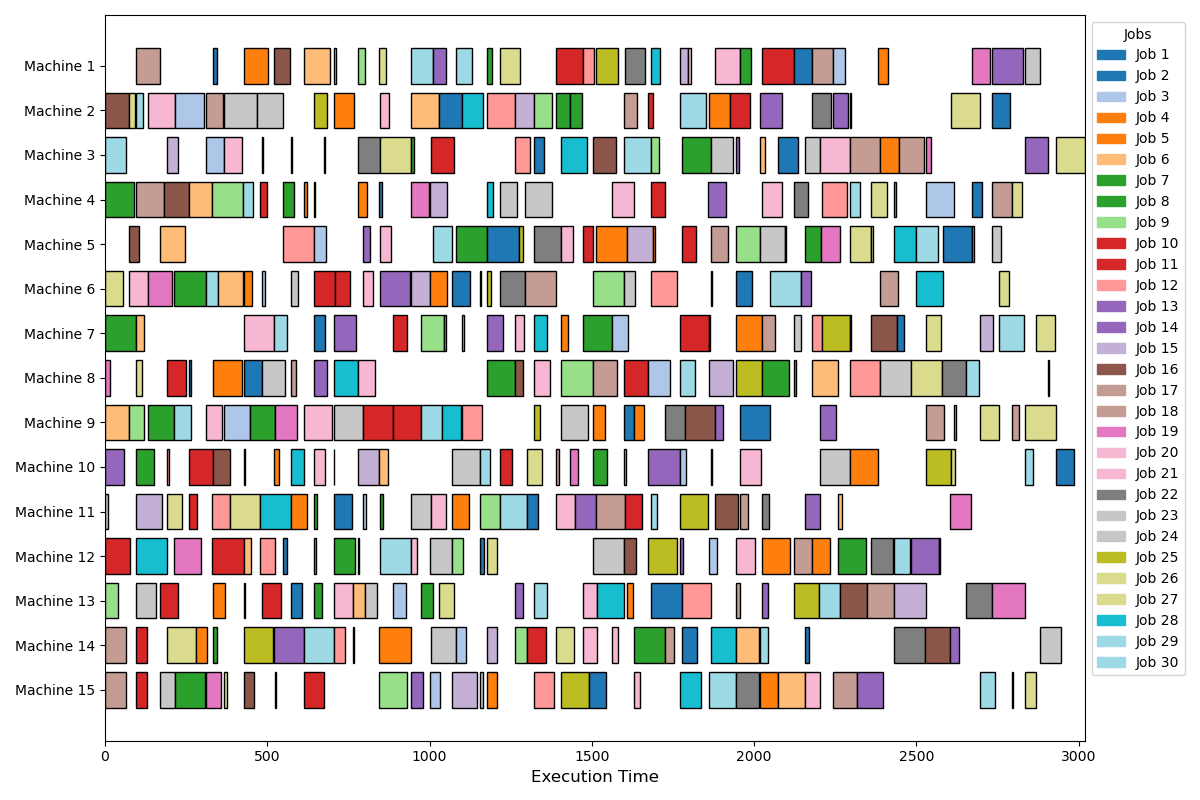 Machine 1
Machine 2
Machine 3
Machine 4
Machine 5
Machine 6
Machine 7
Machine 8
Machine 9
Machine 10
Machine 11
Machine 12
Machine 13
Machine 14
Machine 15
0 500 1000 1500 2000 2500 3000
Execution Time
Jobs
Job 1
Job 2
Job 3
Job 4
Job 5
Job 6
Job 7
Job 8
Job 9
Job 10
Job 11
Job 12
Job 13
Job 14
Job 15
Job 16
Job 17
Job 18
Job 19
Job 20
Job 21
Job 22
Job 23
Job 24
Job 25
Job 26
Job 27
Job 28
Job 29
Job 30